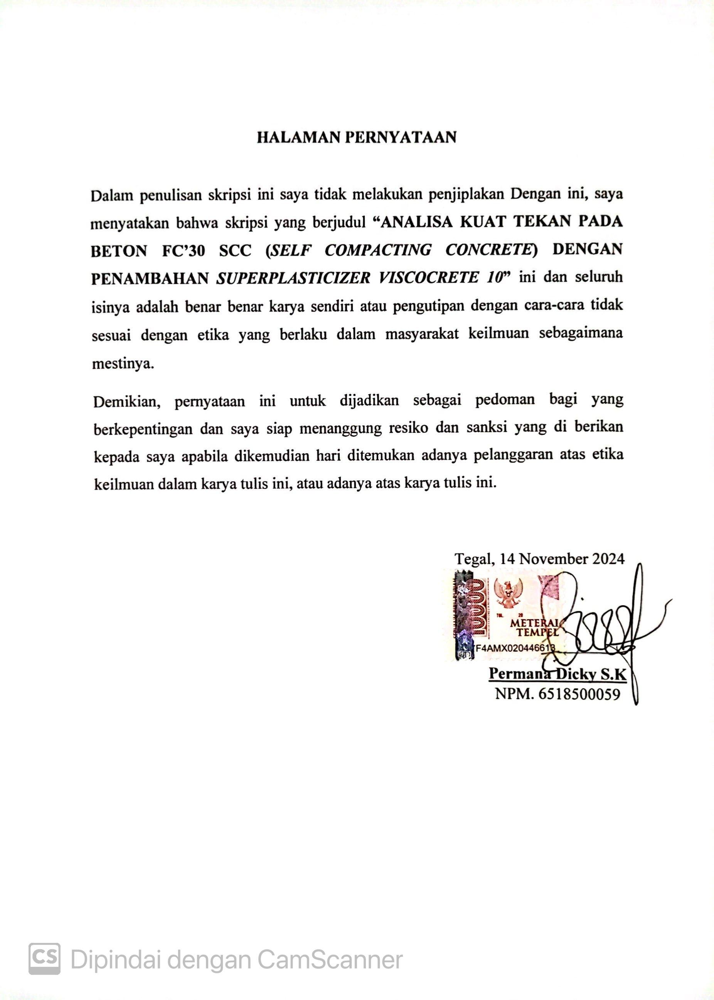 HALAMAN PERNYATAAN
Dalam penulisan skripsi ini saya tidak melakukan penjiplakan Dengan ini, saya
menyatakan bahwa skripsi yang berjudul “ANALISA KUAT TEKAN PADA
BETON FC’30 SCC (SELF COMPACTING CONCRETE) DENGAN
PENAMBAHAN SUPERPLASTICIZER VISCOCRETE 10” ini dan seluruh
isinya adalah benar benar karya sendiri atau pengutipan dengan cara-cara tidak
sesuai dengan etika yang berlaku dalam masyarakat keilmuan sebagaimana
mestinya.
Demikian, pernyataan ini untuk dijadikan sebagai pedoman bagi yang
berkepentingan dan saya siap menanggung resiko dan sanksi yang di berikan
kepada saya apabila dikemudian hari ditemukan adanya pelanggaran atas etika
keilmuan dalam karya tulis ini, atau adanya atas karya tulis ini.
Tegal, 14 November 2024
10000
TGL. 20
METERAI
TEMPEL
F4AMX020446613
Permana Dicky S.K
NPM. 6518500059
CS Dipindai dengan CamScanner